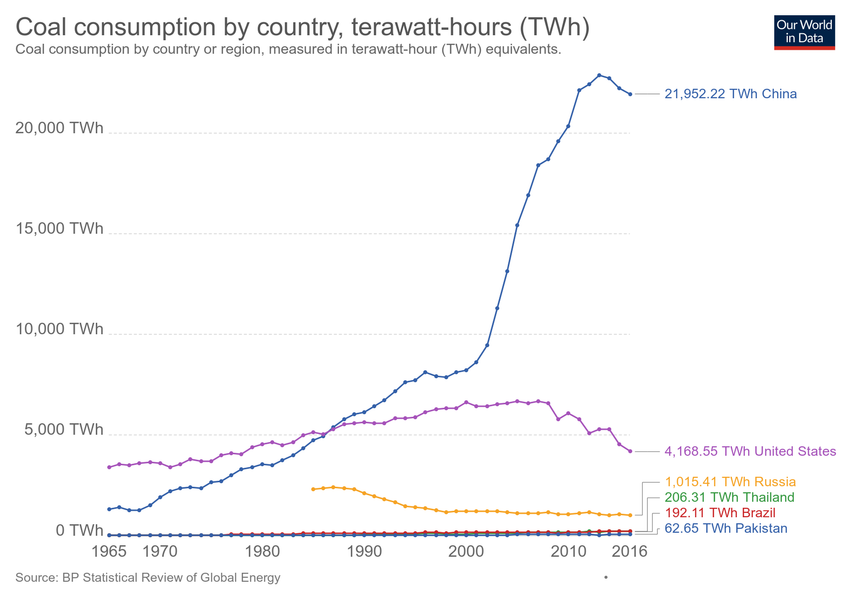 Coal consumption by country, terawatt-hours (TWh)
Coal consumption by country or region, measured in terawatt-hour (TWh) equivalents.
Our World
in Data
20,000 TWh
15,000 TWh
10,000 TWh
5,000 TWh
0 TWh
1965
1970
1980
1990
2000
2010
2016
21,952.22 TWh China
4,168.55 TWh United States
1,015.41 TWh Russia
206.31 TWh Thailand
192.11 TWh Brazil
62.65 TWh Pakistan
Source: BP Statistical Review of Global Energy